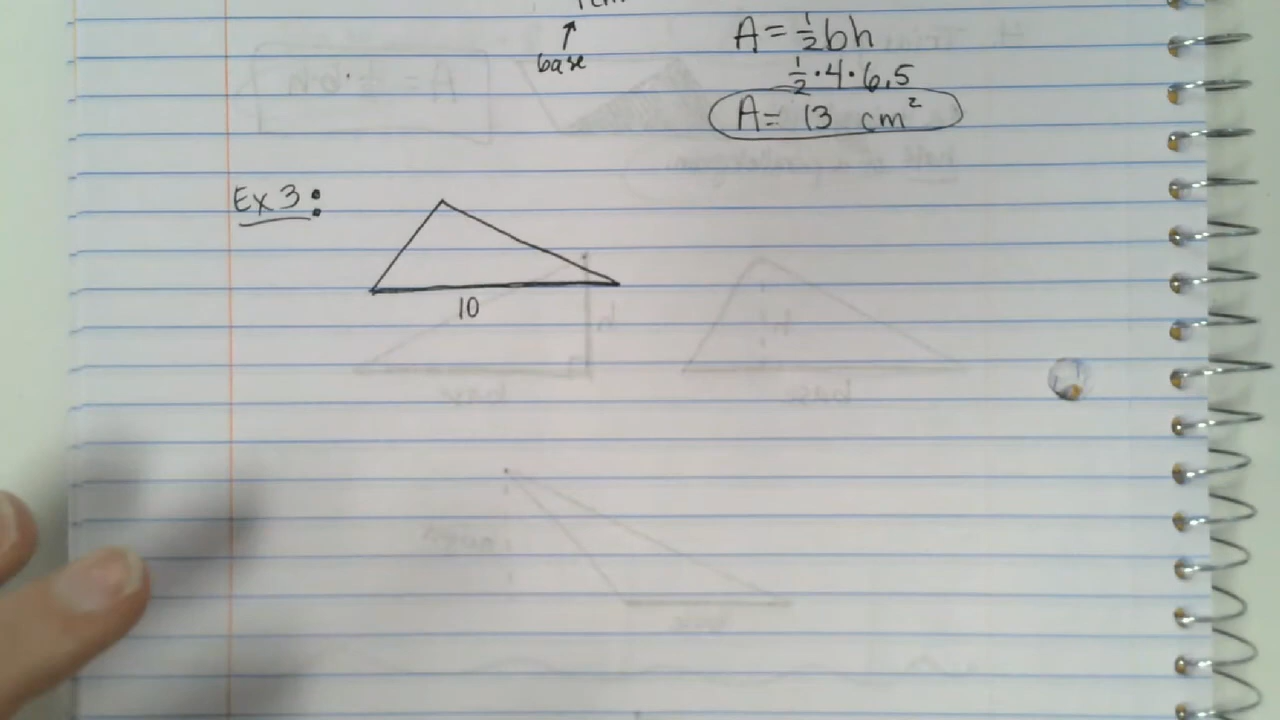 base
A = ½bh
½·4·6.5
A = 13 cm²
Ex 3:
10